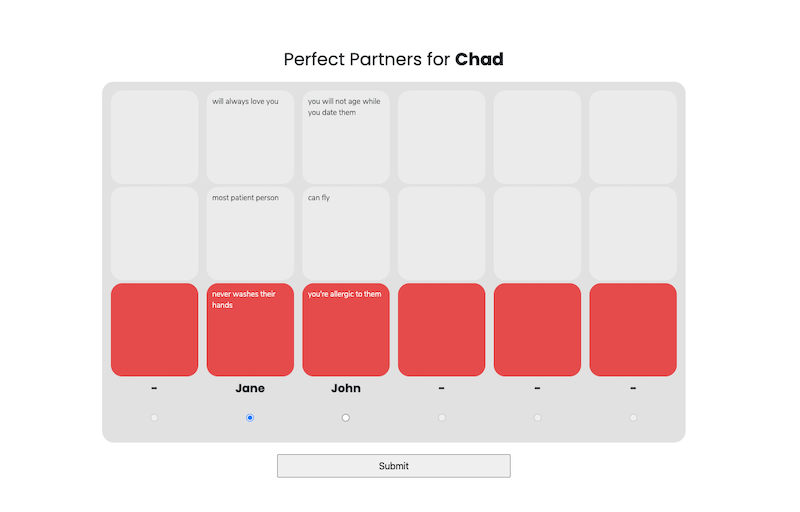 Perfect Partners for Chad
will always love you
you will not age while
you date them
most patient person
can fly
never washes their
hands
you're allergic to them
-
Jane
John
-
-
-
Submit